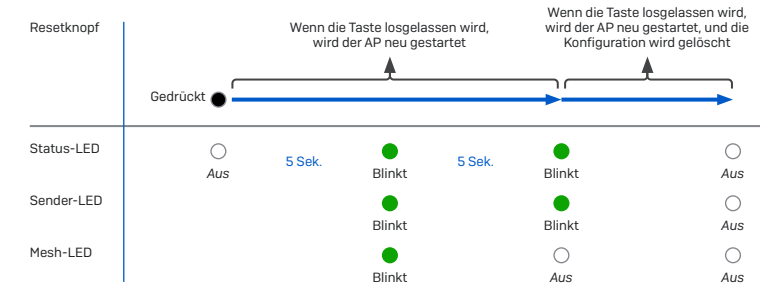 Resetknopf
Wenn die Taste losgelassen wird,
wird der AP neu gestartet
Wenn die Taste losgelassen wird,
wird der AP neu gestartet, und die
Konfiguration wird gelöscht
Gedrückt
Status-LED
Aus
5 Sek.
Blinkt
5 Sek.
Blinkt
Aus
Sender-LED
Blinkt
Blinkt
Aus
Mesh-LED
Blinkt
Aus
Aus